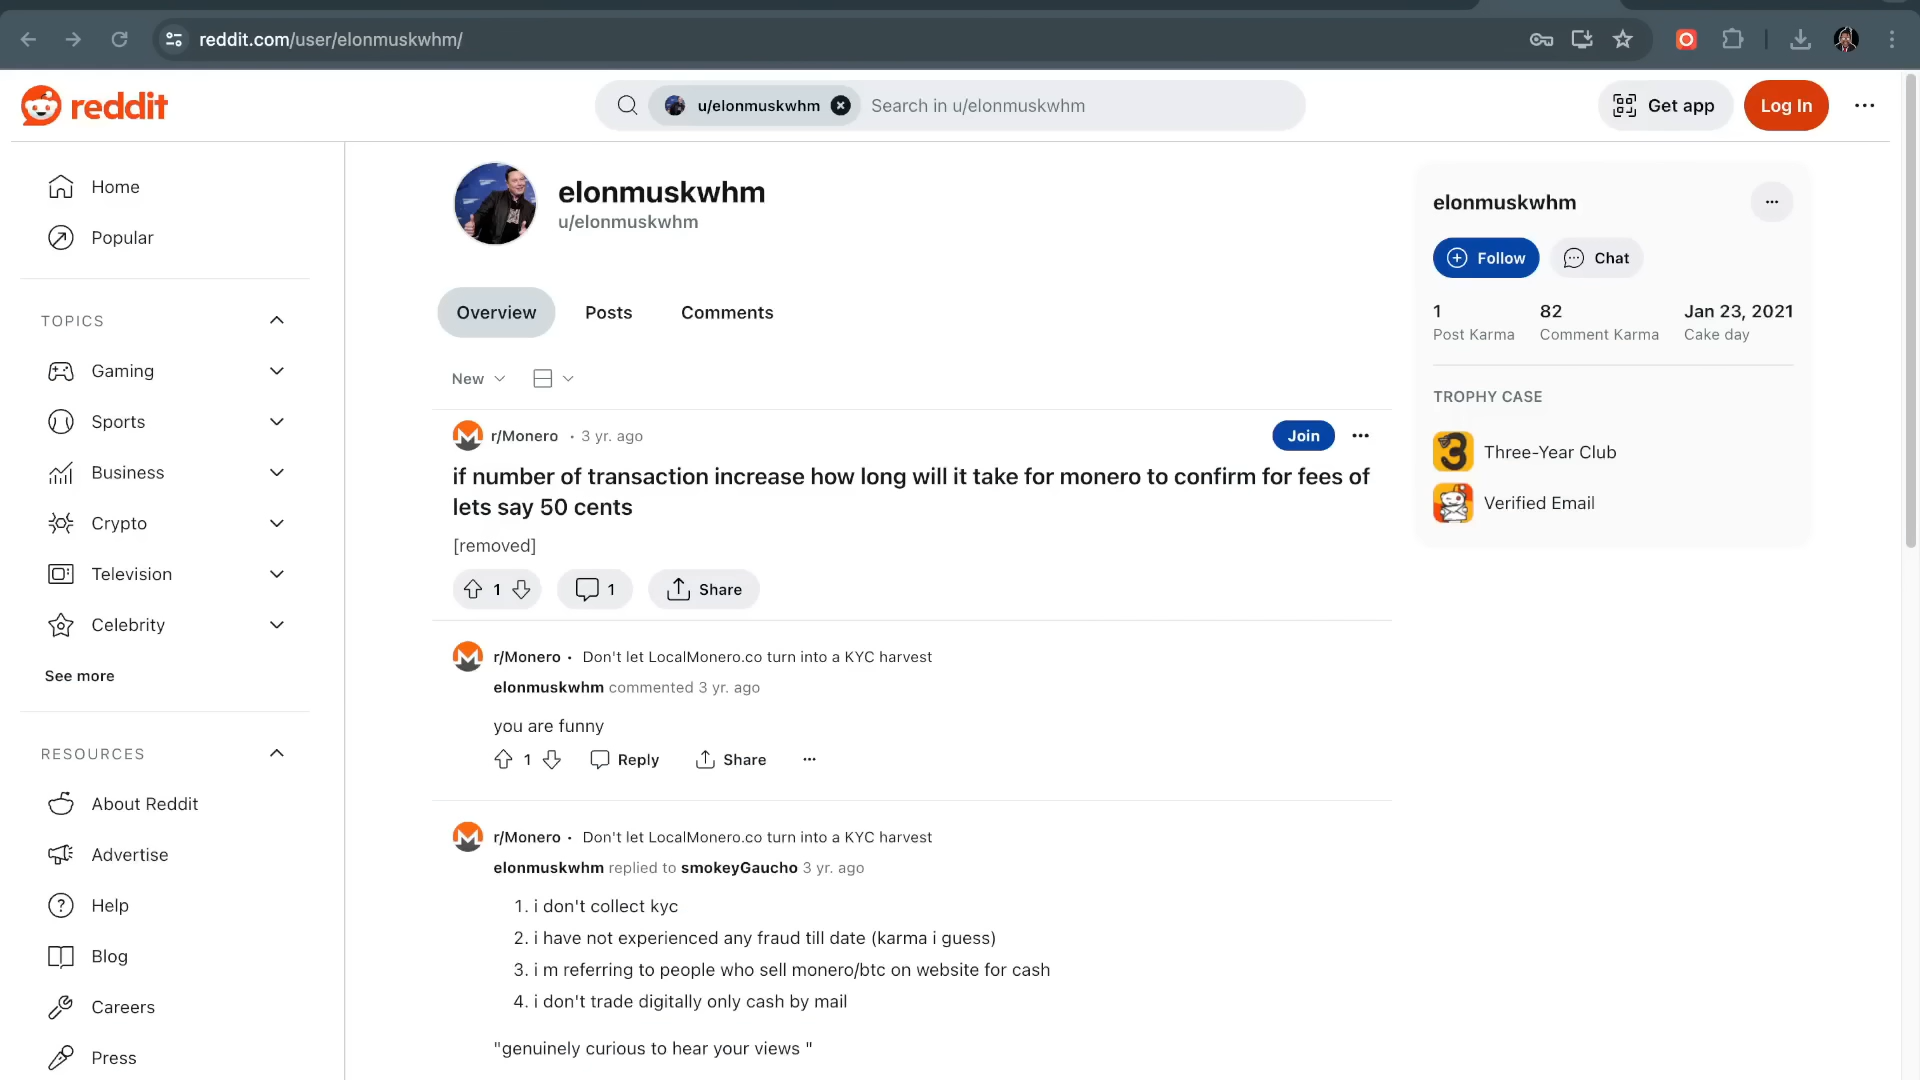 reddit.com/user/elonmuskwhm/
reddit
u/elonmuskwhm
Search in u/elonmuskwhm
Get app
Log In
Home
Popular
TOPICS
Gaming
Sports
Business
Crypto
Television
Celebrity
See more
RESOURCES
About Reddit
Advertise
Help
Blog
Careers
Press
elonmuskwhm
u/elonmuskwhm
Overview
Posts
Comments
New
r/Monero • 3 yr. ago
Join
if number of transaction increase how long will it take for monero to confirm for fees of
lets say 50 cents
[removed]
1
1
Share
r/Monero • Don't let LocalMonero.co turn into a KYC harvest
elonmuskwhm commented 3 yr. ago
you are funny
1
Reply
Share
r/Monero • Don't let LocalMonero.co turn into a KYC harvest
elonmuskwhm replied to smokeyGaucho 3 yr. ago
1. i don't collect kyc
2. i have not experienced any fraud till date (karma i guess)
3. i m referring to people who sell monero/btc on website for cash
4. i don't trade digitally only cash by mail
"genuinely curious to hear your views "
elonmuskwhm
Follow
Chat
1
82
Jan 23, 2021
Post Karma
Comment Karma
Cake day
TROPHY CASE
3
Three-Year Club
Verified Email